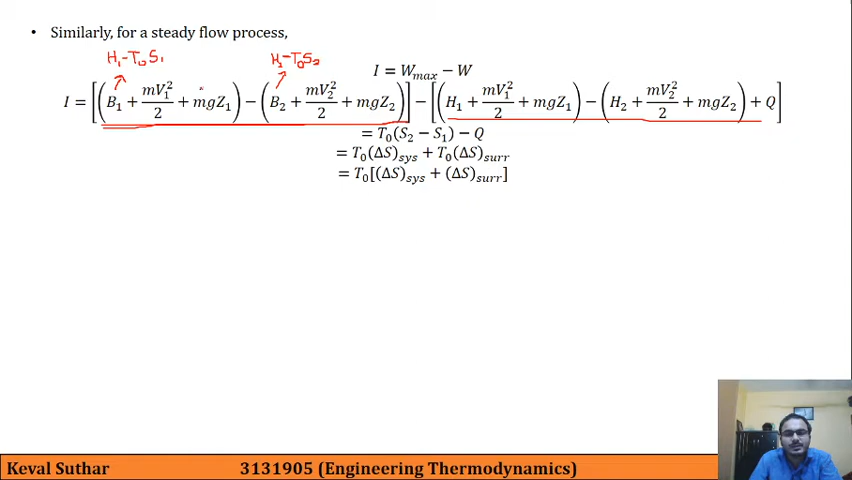 • Similarly, for a steady flow process,
H₁-T₀S₁ H₁-T₀S₂
I = W_max − W
I = [(B₁ + mV₁²/2 + mgZ₁) − (B₂ + mV₂²/2 + mgZ₂)] − [(H₁ + mV₁²/2 + mgZ₁) − (H₂ + mV₂²/2 + mgZ₂) + Q]
= T₀(S₂ − S₁) − Q
= T₀(ΔS)_sys + T₀(ΔS)_surr
= T₀[(ΔS)_sys + (ΔS)_surr]
Keval Suthar 3131905 (Engineering Thermodynamics)